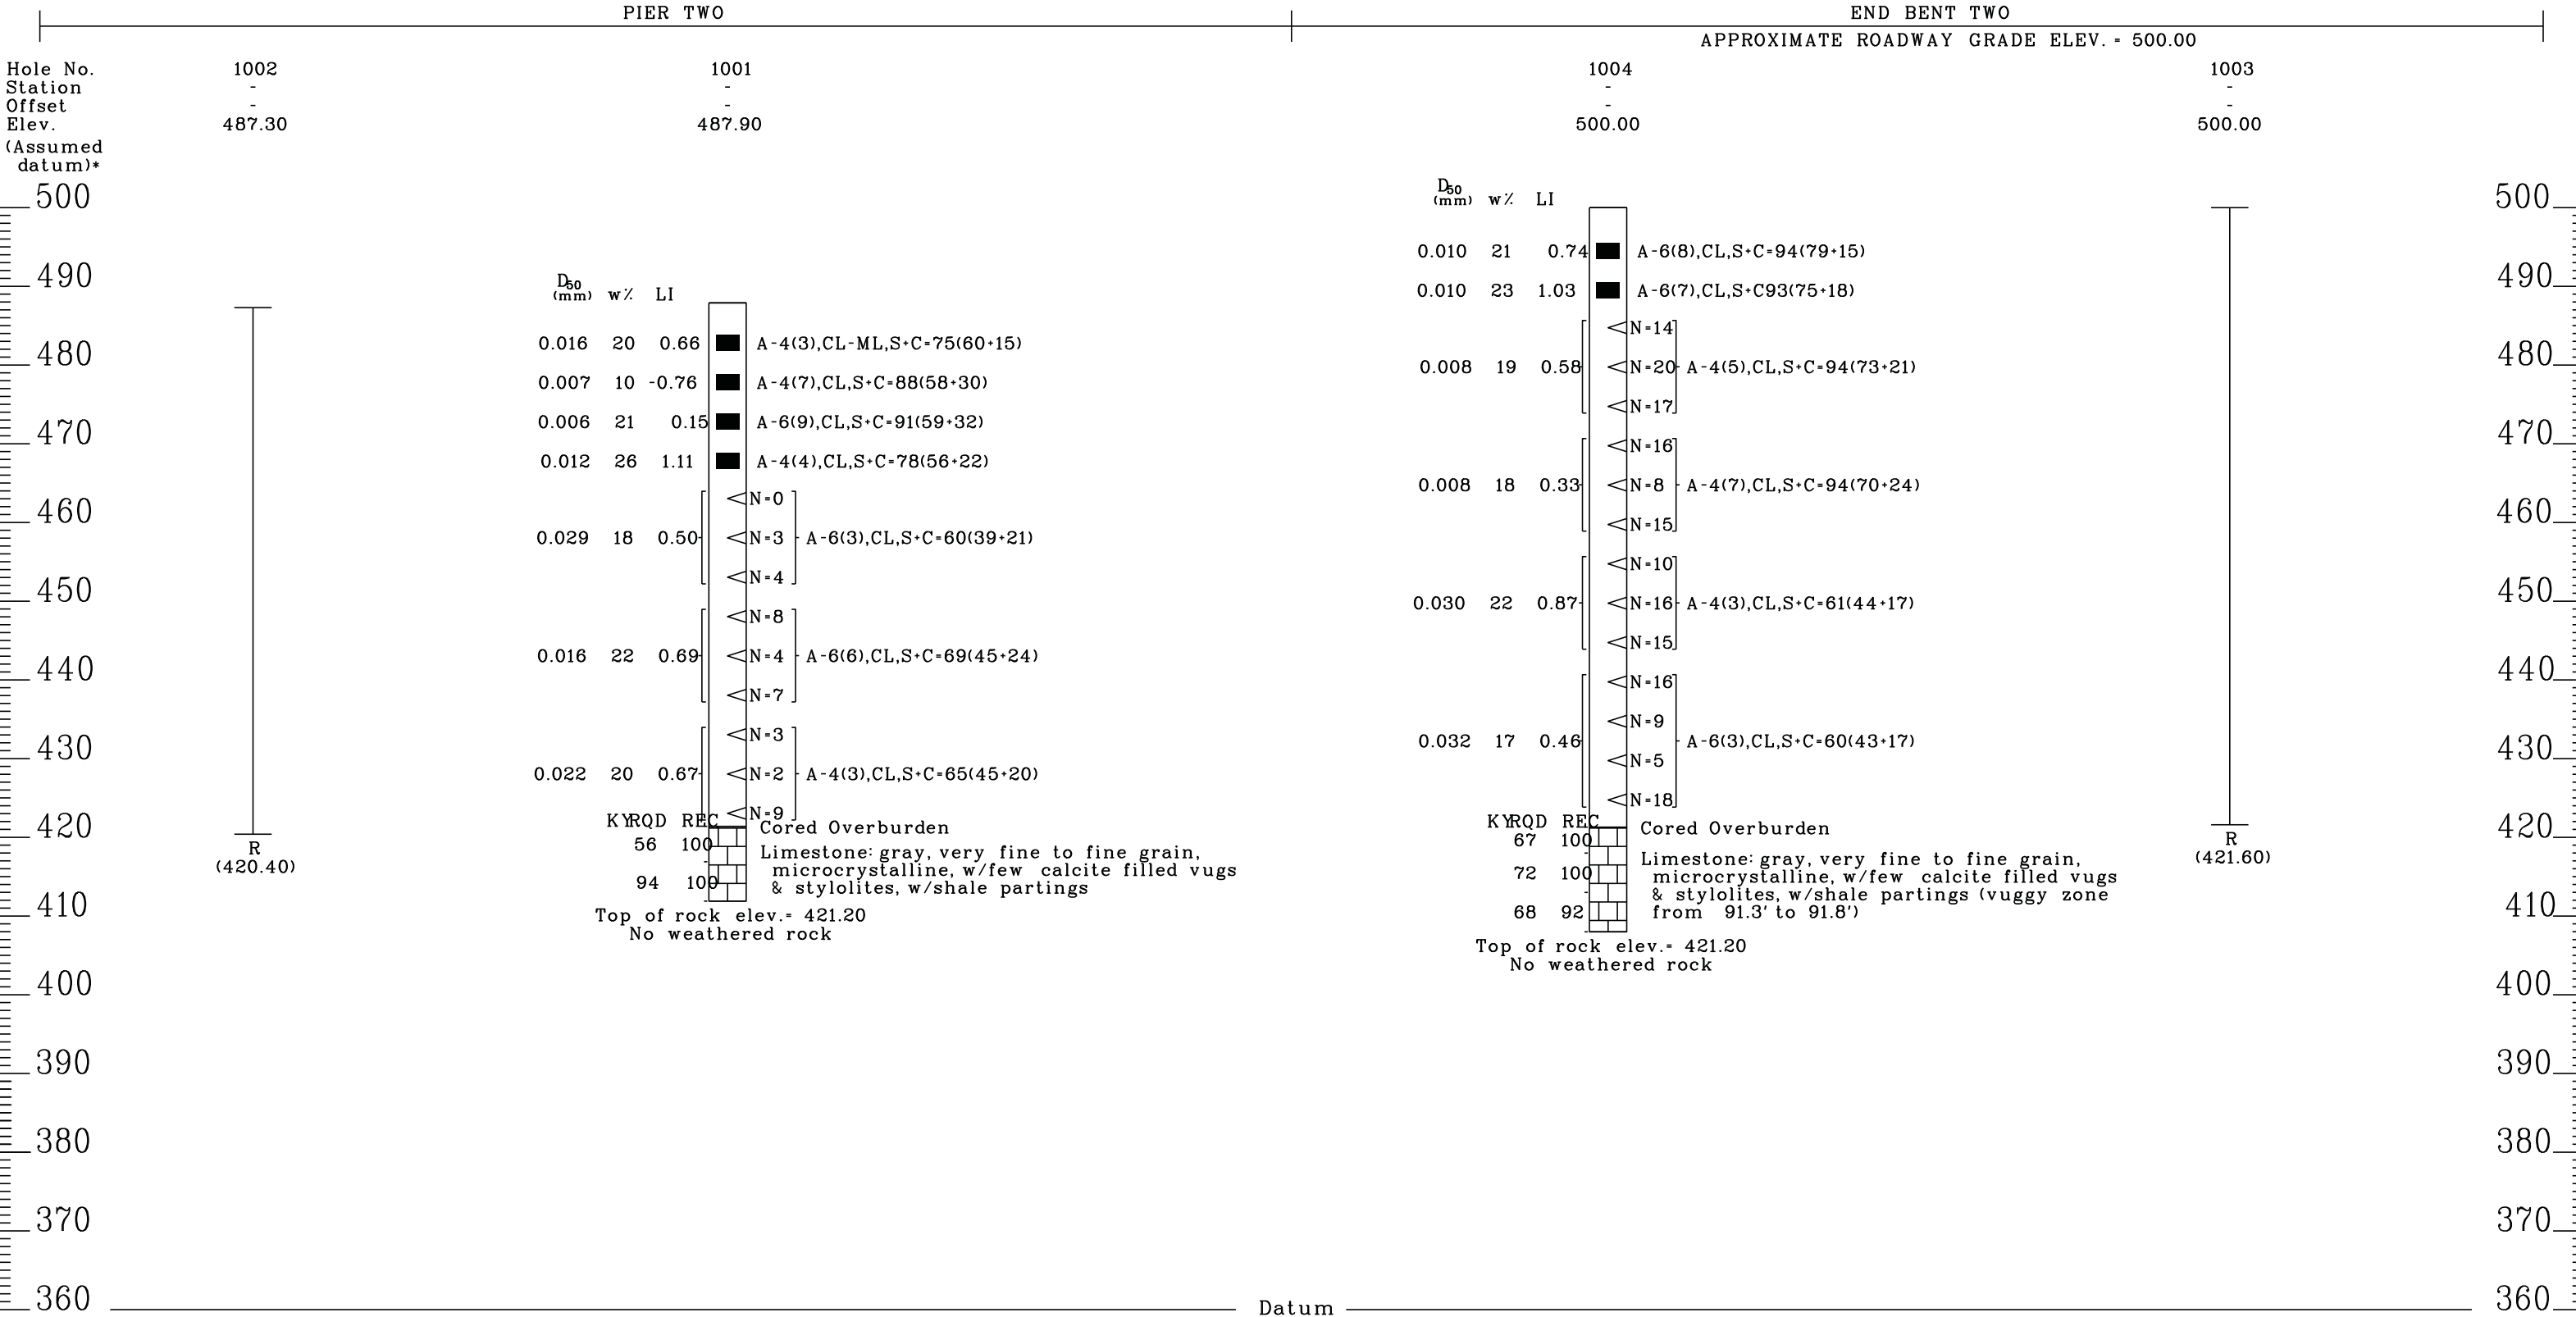 PIER TWO
END BENT TWO
APPROXIMATE ROADWAY GRADE ELEV. = 500.00
Hole No. 1002 1001 1004 1003
Station - - - -
Offset - - - -
Elev. 487.30 487.90 500.00 500.00
(Assumed
datum)*
500 500
490 490
480 480
470 470
460 460
450 450
440 440
430 430
420 420
410 410
400 400
390 390
380 380
370 370
360 Datum 360
R
(420.40)
D50
(mm) w% LI
0.016 20 0.66 A-4(3),CL-ML,S+C=75(60+15)
0.007 10 -0.76 A-4(7),CL,S+C=88(58+30)
0.006 21 0.15 A-6(9),CL,S+C=91(59+32)
0.012 26 1.11 A-4(4),CL,S+C=78(56+22)
N=0
0.029 18 0.50 N=3 A-6(3),CL,S+C=60(39+21)
N=4
N=8
0.016 22 0.69 N=4 A-6(6),CL,S+C=69(45+24)
N=7
N=3
0.022 20 0.67 N=2 A-4(3),CL,S+C=65(45+20)
N=9
KYRQD REC
Cored Overburden
56 100
Limestone: gray, very fine to fine grain,
microcrystalline, w/few calcite filled vugs
94 100
& stylolites, w/shale partings
Top of rock elev.= 421.20
No weathered rock
D50
(mm) w% LI
0.010 21 0.74 A-6(8),CL,S+C=94(79+15)
0.010 23 1.03 A-6(7),CL,S+C93(75+18)
N=14
0.008 19 0.58 N=20 A-4(5),CL,S+C=94(73+21)
N=17
N=16
0.008 18 0.33 N=8 A-4(7),CL,S+C=94(70+24)
N=15
N=10
0.030 22 0.87 N=16 A-4(3),CL,S+C=61(44+17)
N=15
N=16
N=9
0.032 17 0.46 A-6(3),CL,S+C=60(43+17)
N=5
N=18
KYRQD REC
Cored Overburden
67 100
Limestone: gray, very fine to fine grain,
72 100
microcrystalline, w/few calcite filled vugs
& stylolites, w/shale partings (vuggy zone
68 92
from 91.3' to 91.8')
Top of rock elev.= 421.20
No weathered rock
R
(421.60)